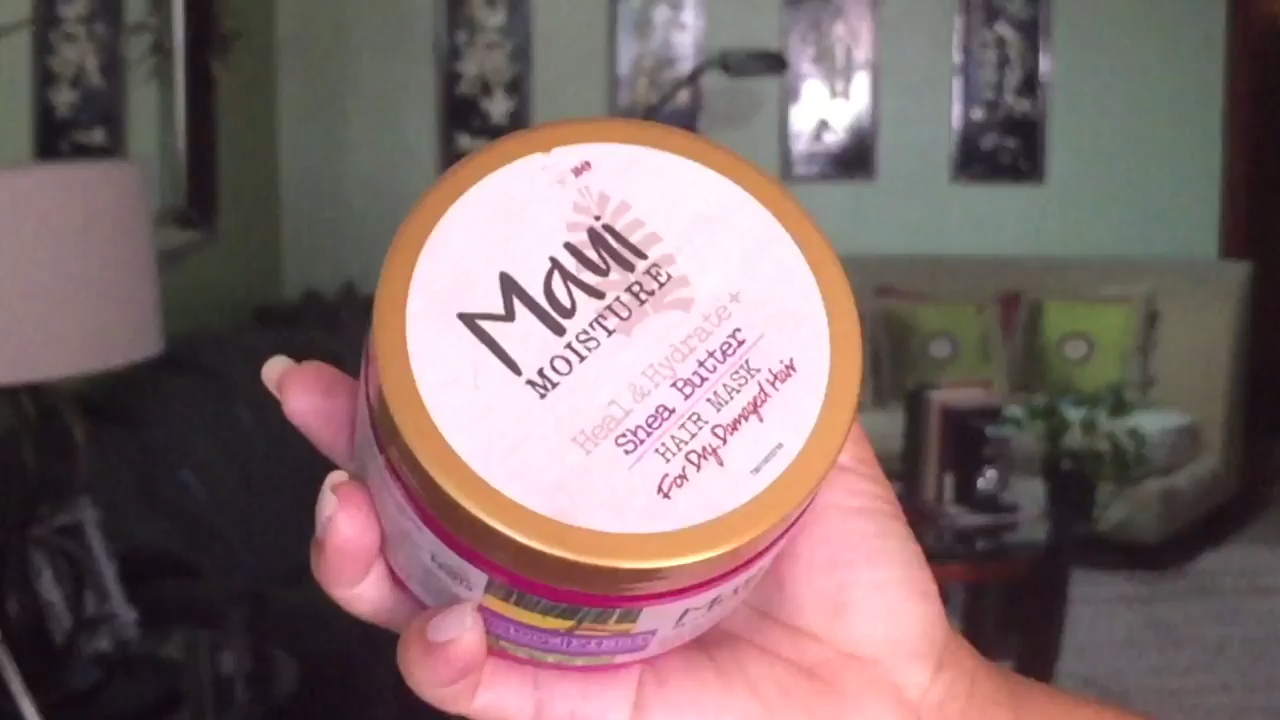 Maui
MOISTURE
Heal & Hydrate +
Shea Butter
HAIR MASK
For Dry, Damaged Hair